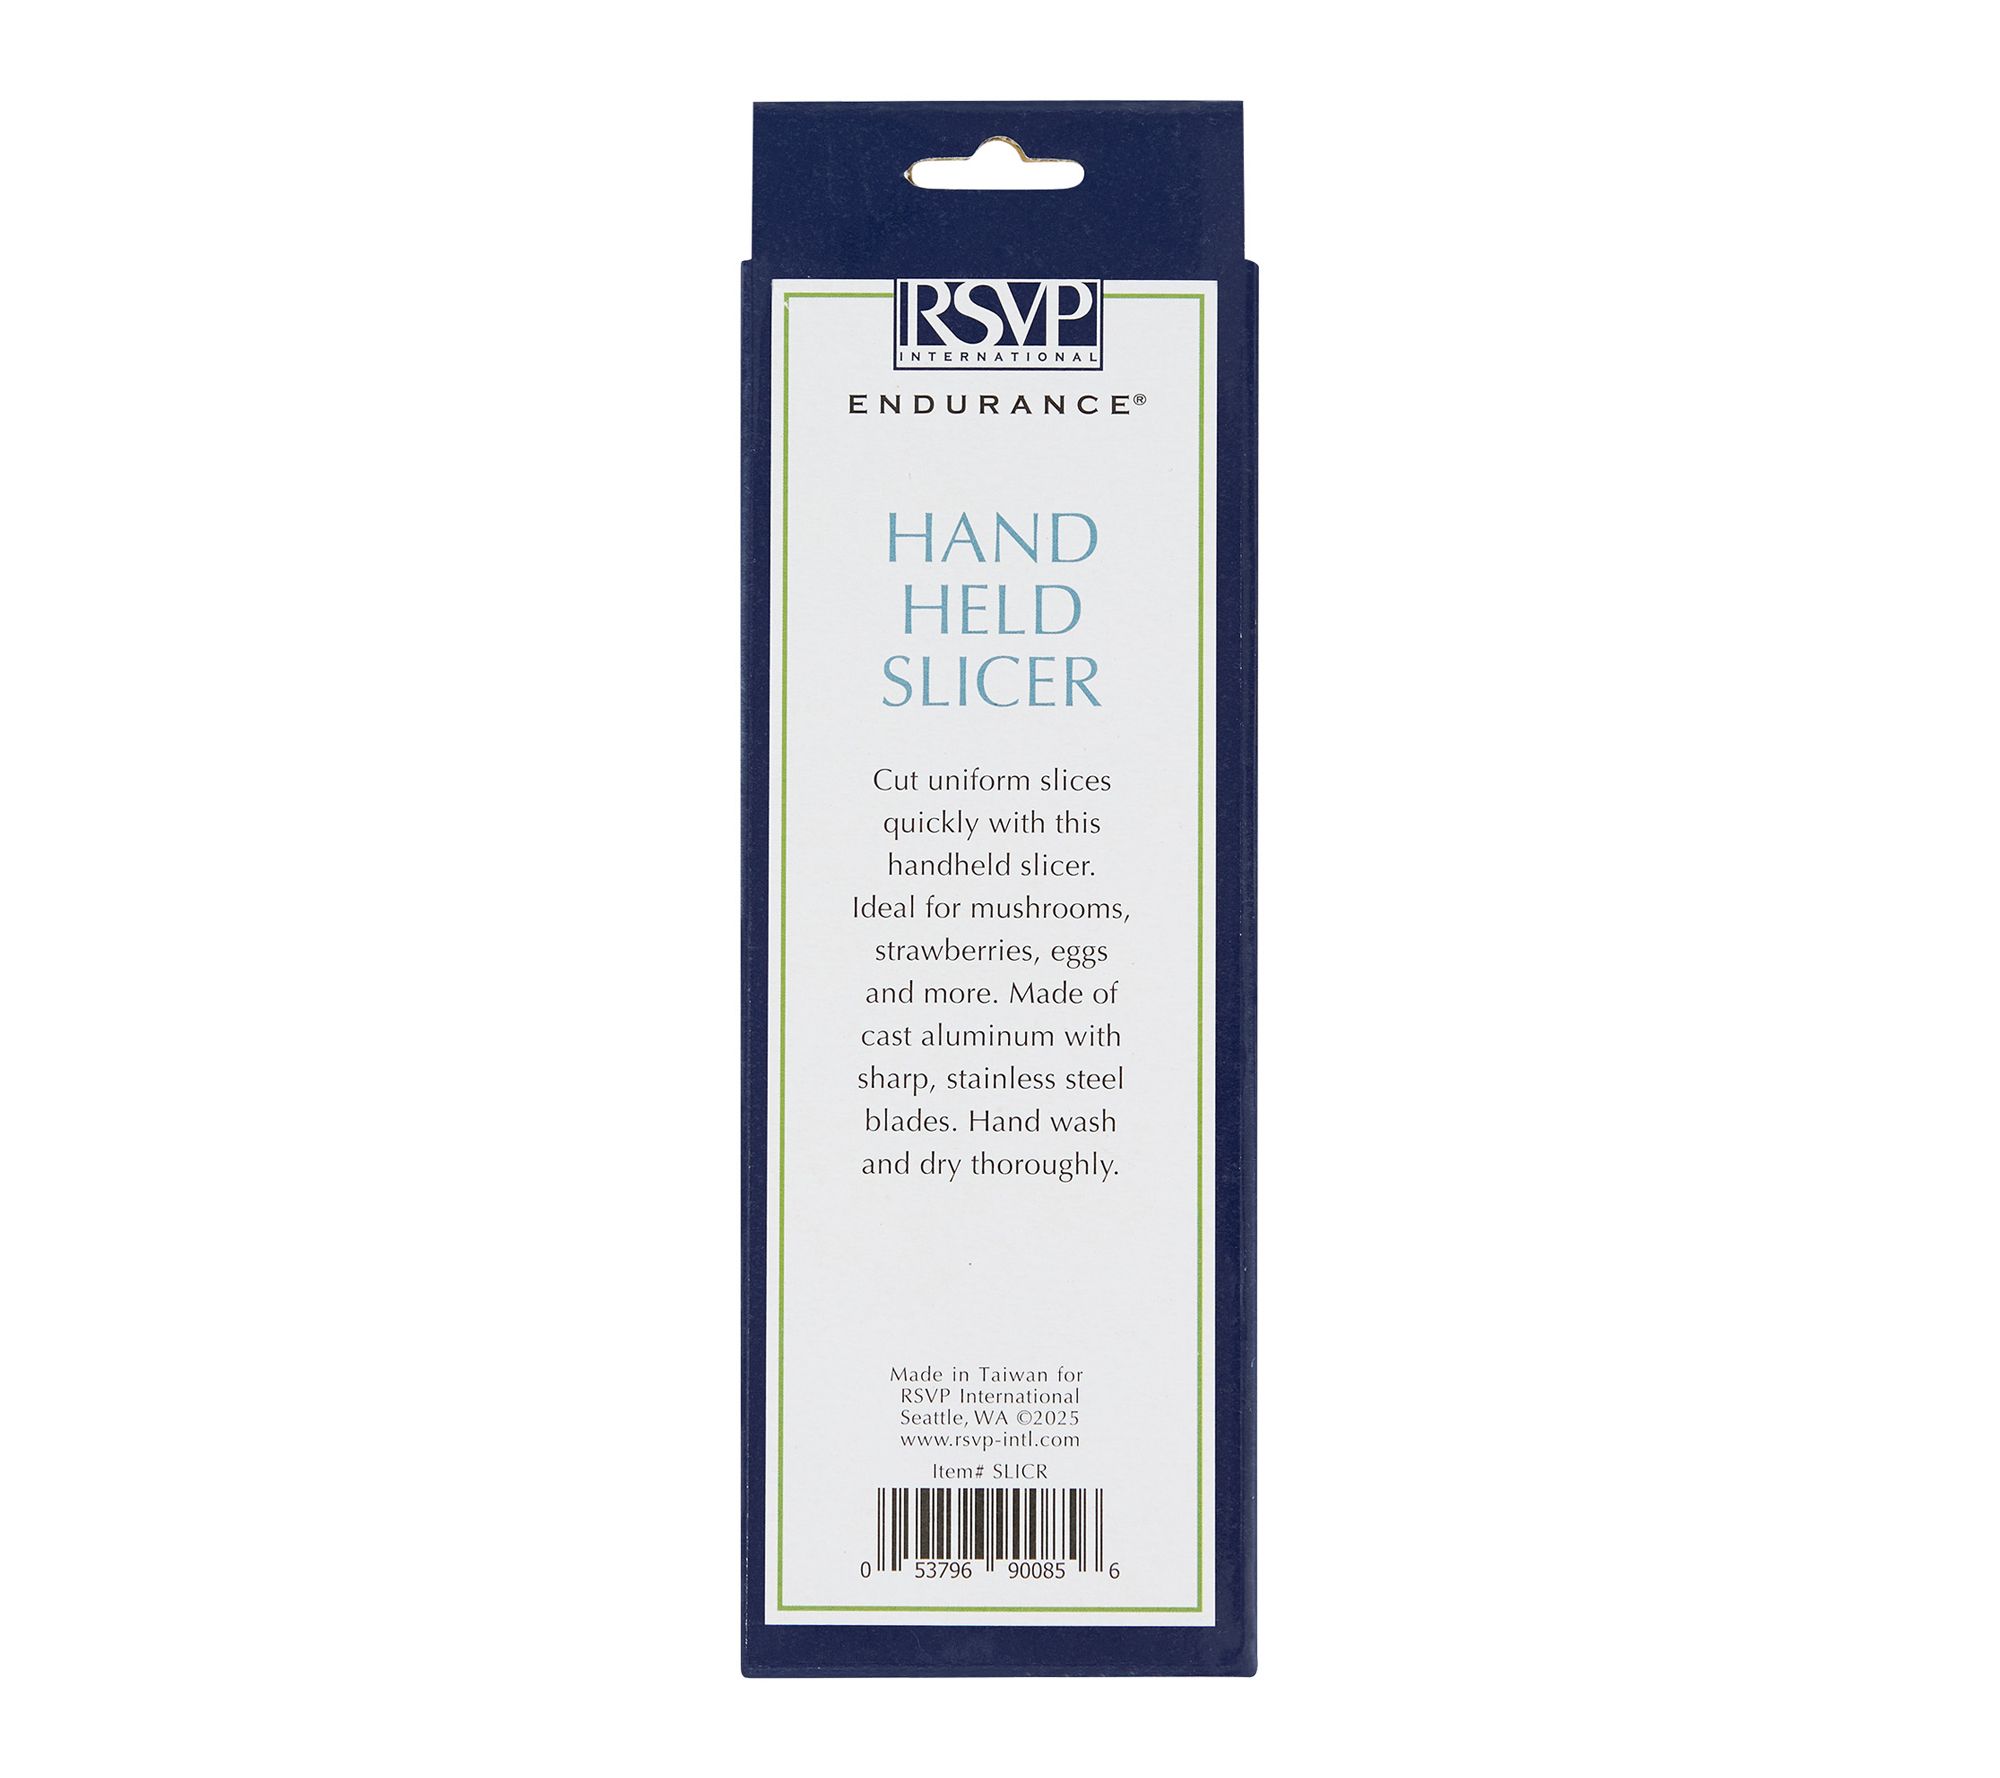 RSVP
INTERNATIONAL
ENDURANCE®
HAND
HELD
SLICER
Cut uniform slices
quickly with this
handheld slicer.
Ideal for mushrooms,
strawberries, eggs
and more. Made of
cast aluminum with
sharp, stainless steel
blades. Hand wash
and dry thoroughly.
Made in Taiwan for
RSVP International
Seattle, WA ©2025
www.rsvp-intl.com
Item# SLICR
0 53796 90085 6